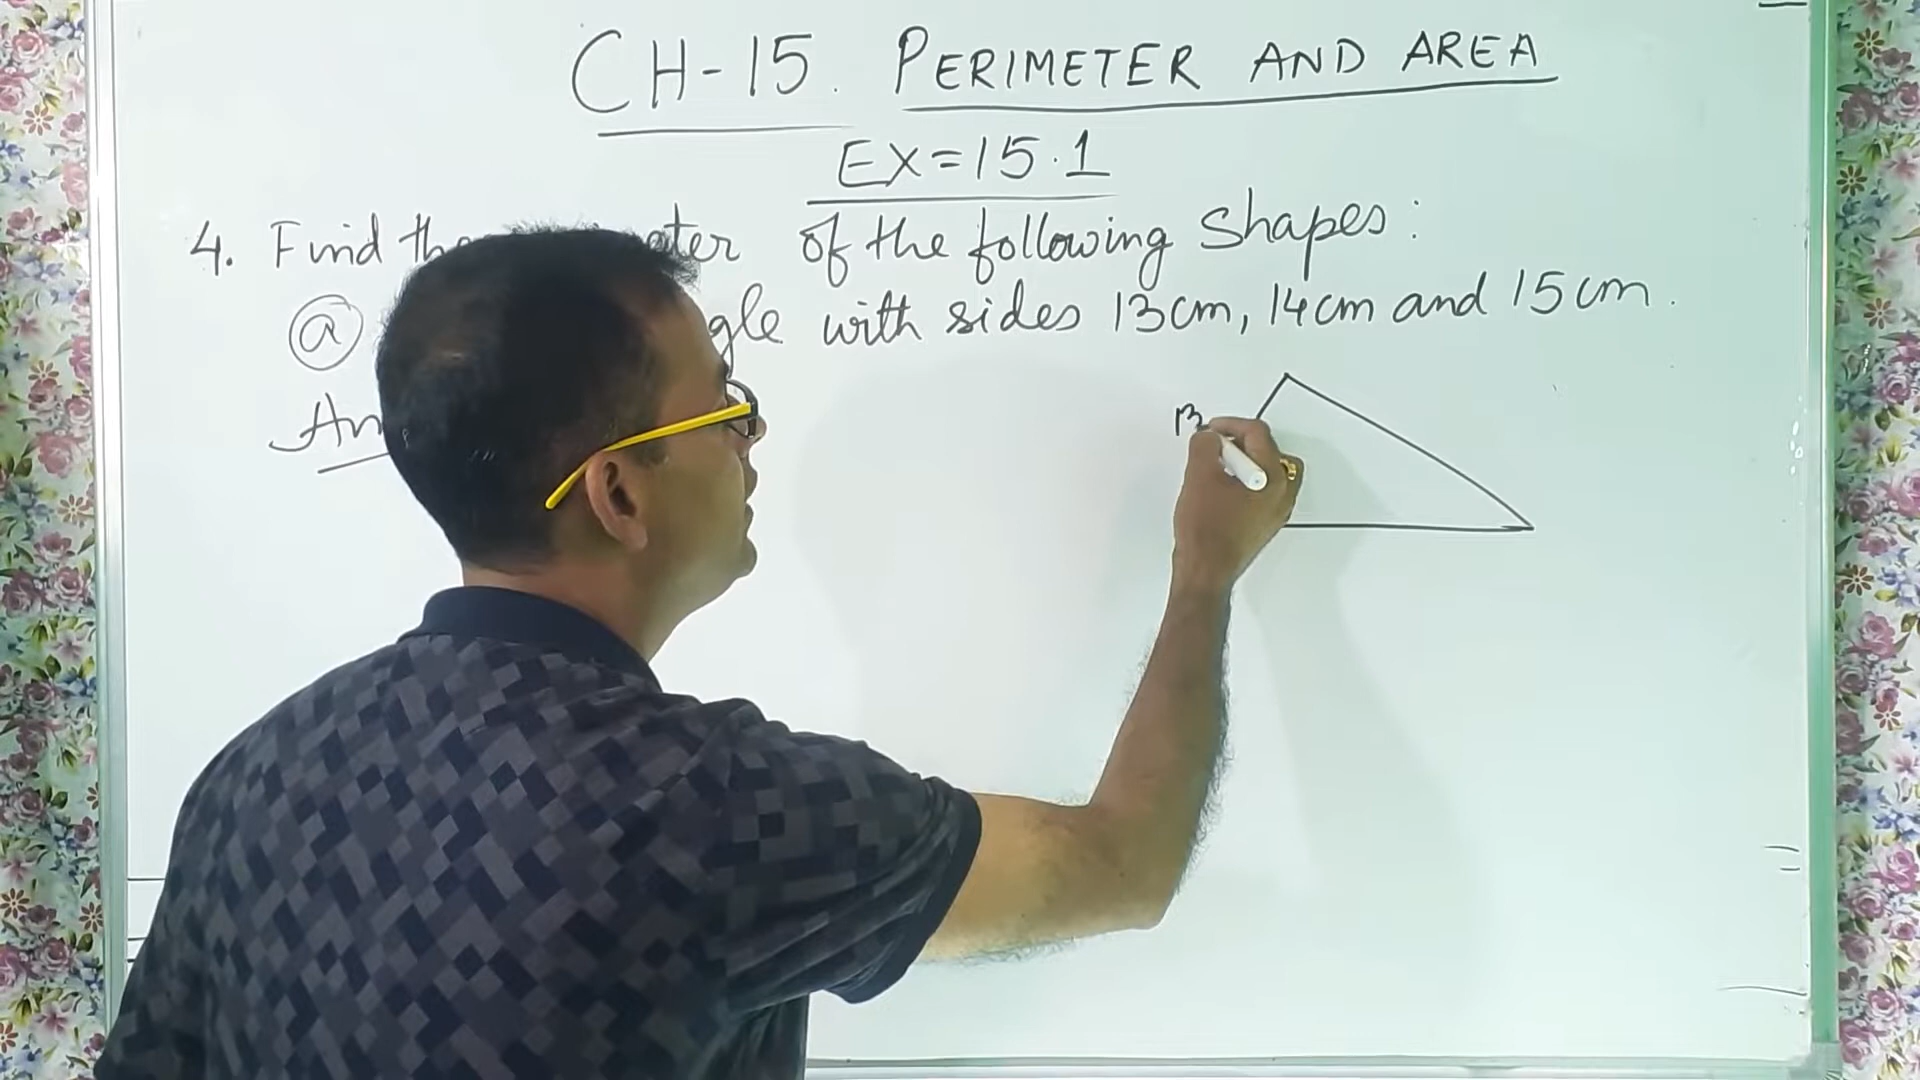 CH-15. PERIMETER AND AREA
EX=15.1
4. Find of the following shapes:
ⓐ with sides 13cm, 14cm and 15cm.
13